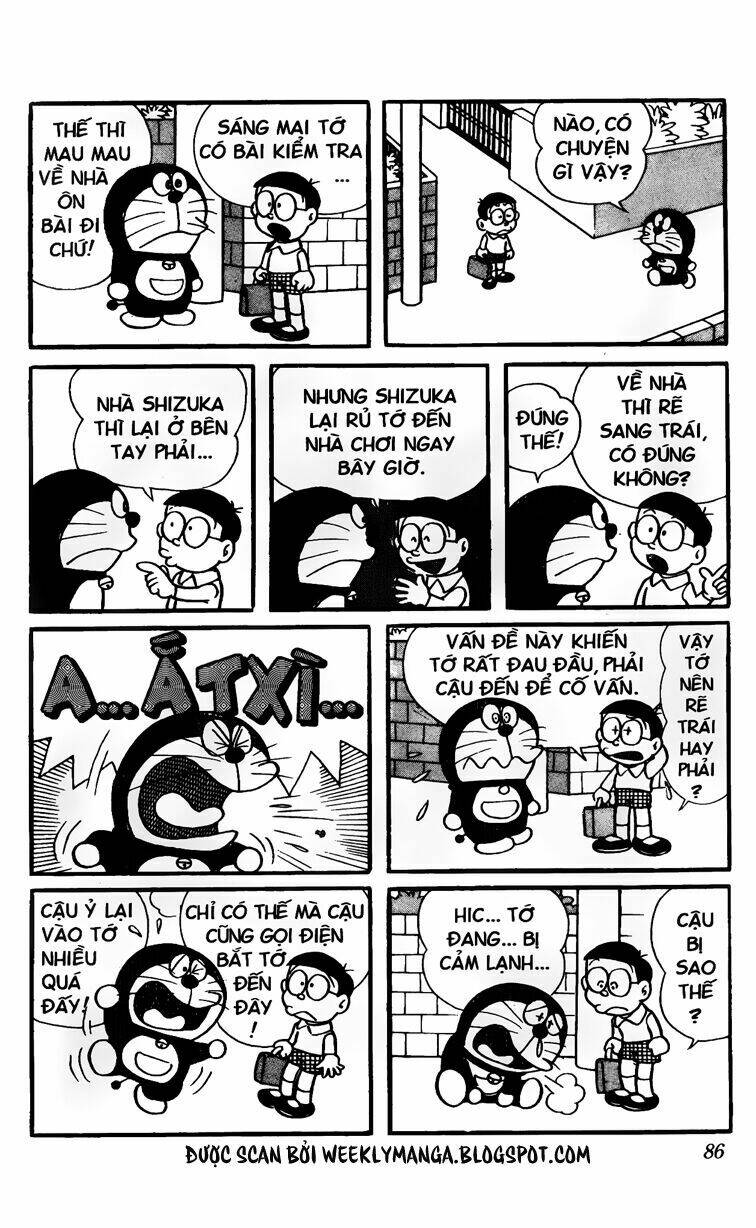 NÀO, CÓ
CHUYỆN
GÌ VẬY?
SÁNG MAI TỚ
CÓ BÀI KIỂM TRA
...
THẾ THÌ
MAU MAU
VỀ NHÀ
ÔN
BÀI ĐI
CHỨ!
VỀ NHÀ
THÌ RẼ
SANG TRÁI,
CÓ ĐÚNG
KHÔNG?
ĐÚNG
THẾ!
NHƯNG SHIZUKA
LẠI RỦ TỚ ĐẾN
NHÀ CHƠI NGAY
BÂY GIỜ.
NHÀ SHIZUKA
THÌ LẠI Ở BÊN
TAY PHẢI...
VẬY
TỚ
NÊN
RẼ
TRÁI
HAY
PHẢI
?
VẤN ĐỀ NÀY KHIẾN
TỚ RẤT ĐAU ĐẦU, PHẢI
CẬU ĐẾN ĐỂ CỐ VẤN.
A... ẮTXÌ...
CẬU
BỊ
SAO
THẾ
?
HIC... TỚ
ĐANG... BỊ
CẢM LẠNH...
CHỈ CÓ THẾ MÀ CẬU
CŨNG GỌI ĐIỆN
BẮT TỚ
ĐẾN
ĐÂY
!
CẬU Ỷ LẠI
VÀO TỚ
NHIỀU
QUÁ
ĐẤY!
ĐƯỢC SCAN BỞI WEEKLYMANGA.BLOGSPOT.COM
86